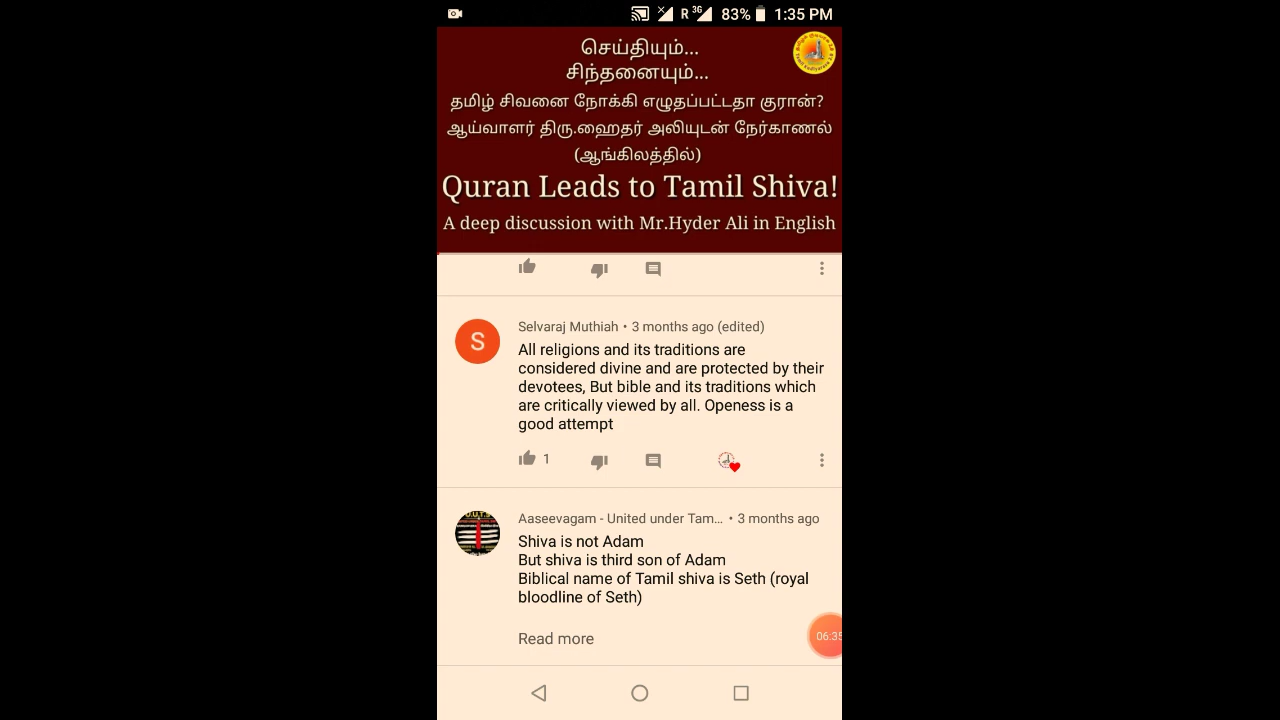 R 3G 83% 1:35 PM
செய்தியும்...
சிந்தனையும்...
தமிழ் சிவனை நோக்கி எழுதப்பட்டதா குரான்?
ஆய்வாளர் திரு.ஹைதர் அலியுடன் நேர்காணல்
(ஆங்கிலத்தில்)
Quran Leads to Tamil Shiva!
A deep discussion with Mr.Hyder Ali in English
Selvaraj Muthiah • 3 months ago (edited)
S
All religions and its traditions are
considered divine and are protected by their
devotees, But bible and its traditions which
are critically viewed by all. Openess is a
good attempt
1
Aaseevagam - United under Tam... • 3 months ago
Shiva is not Adam
But shiva is third son of Adam
Biblical name of Tamil shiva is Seth (royal
bloodline of Seth)
Read more
06:35